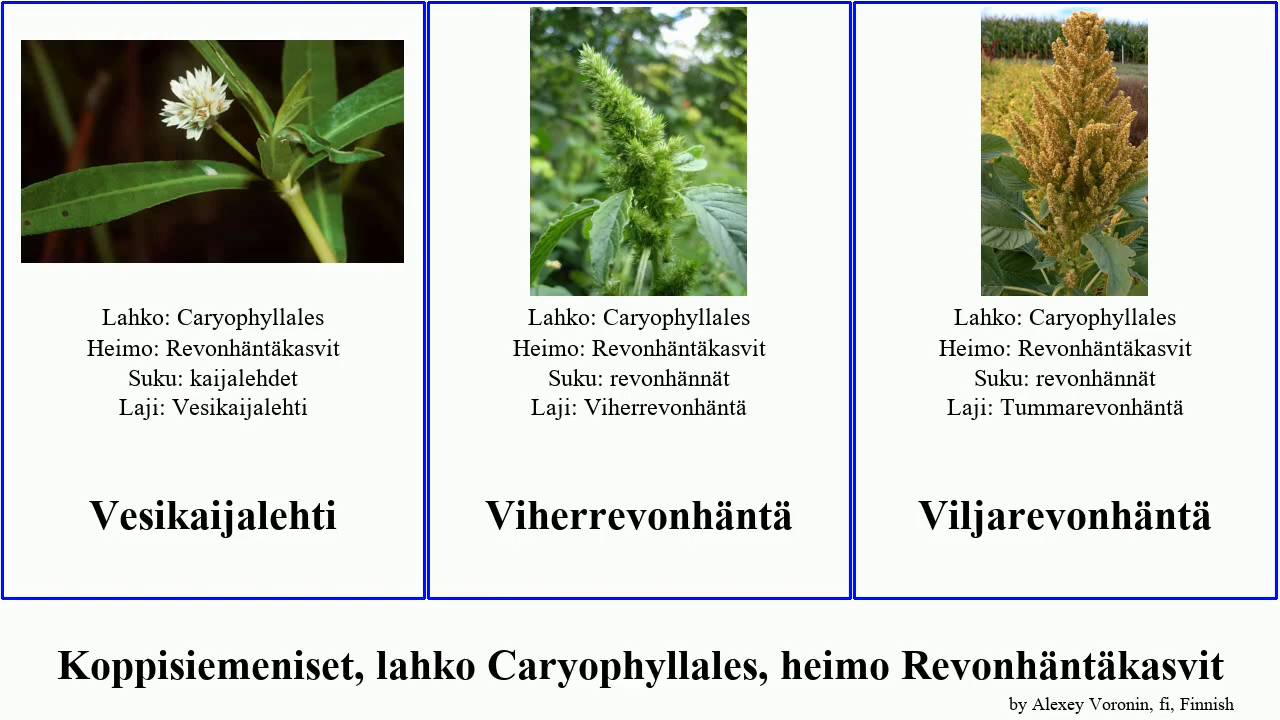 Lahko: Caryophyllales
Heimo: Revonhäntäkasvit
Suku: kaijalehdet
Laji: Vesikaijalehti
Vesikaijalehti
Lahko: Caryophyllales
Heimo: Revonhäntäkasvit
Suku: revonhännät
Laji: Viherrevonhäntä
Viherrevonhäntä
Lahko: Caryophyllales
Heimo: Revonhäntäkasvit
Suku: revonhännät
Laji: Tummarevonhäntä
Viljarevonhäntä
Koppisiemeniset, lahko Caryophyllales, heimo Revonhäntäkasvit
by Alexey Voronin, fi, Finnish